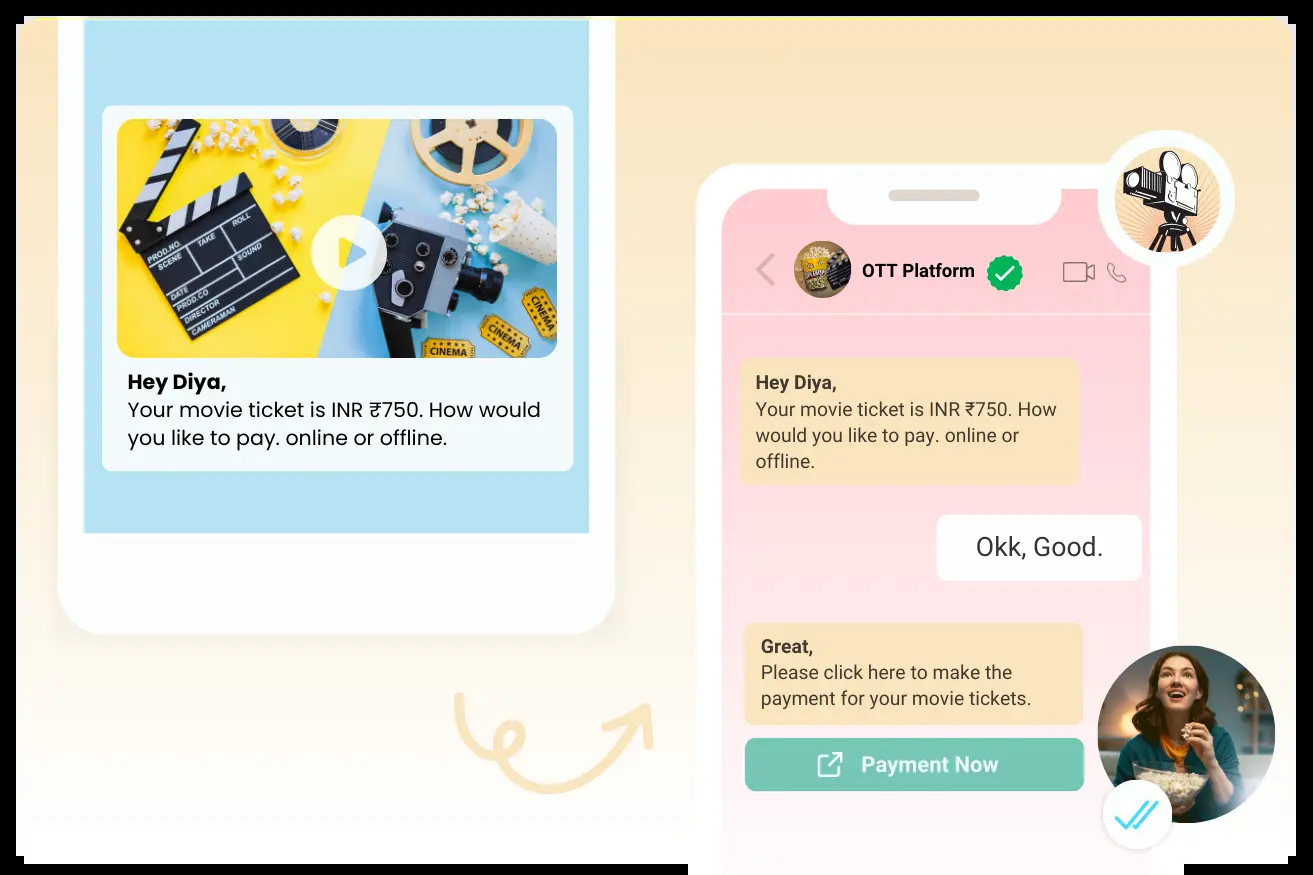 PROD.NO.
SCENE
TAKE
ROLL
SOUND
DATE
PROD.CO
DIRECTOR
CAMERAMAN
CINEMA
CINEMA
CINEMA
Hey Diya,
Your movie ticket is INR ₹750. How would
you like to pay. online or offline.
OTT Platform
Hey Diya,
Your movie ticket is INR ₹750. How
would you like to pay. online or
offline.
Okk, Good.
Great,
Please click here to make the
payment for your movie tickets.
Payment Now